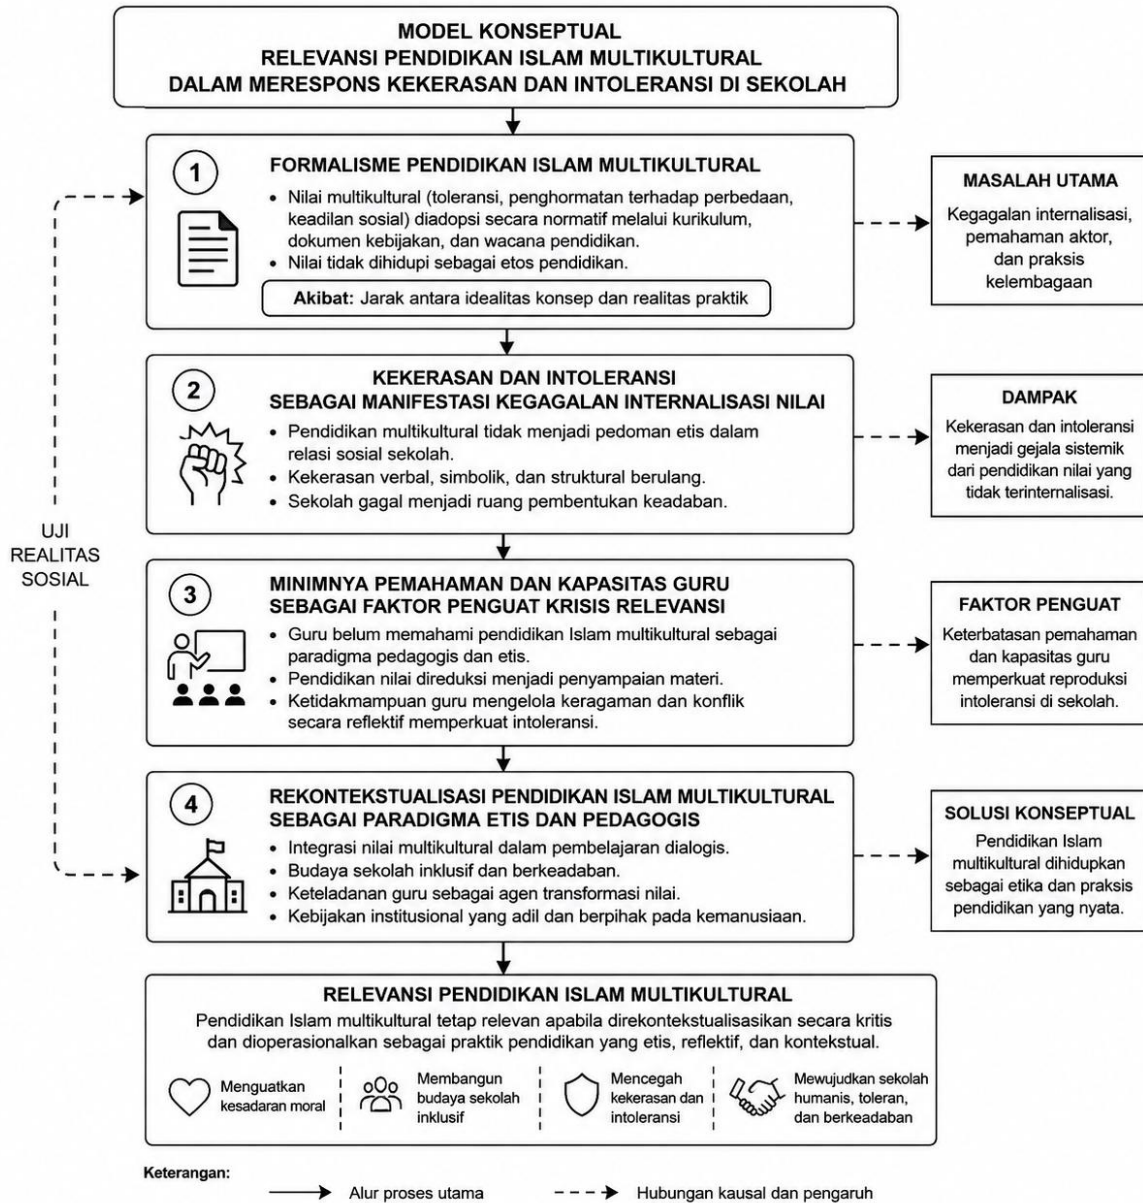 MODEL KONSEPTUAL
RELEVANSI PENDIDIKAN ISLAM MULTIKULTURAL
DALAM MERESPONS KEKERASAN DAN INTOLERANSI DI SEKOLAH
1
FORMALISME PENDIDIKAN ISLAM MULTIKULTURAL
• Nilai multikultural (toleransi, penghormatan terhadap perbedaan,
keadilan sosial) diadopsi secara normatif melalui kurikulum,
dokumen kebijakan, dan wacana pendidikan.
• Nilai tidak dihidupi sebagai etos pendidikan.
Akibat: Jarak antara idealitas konsep dan realitas praktik
MASALAH UTAMA
Kegagalan internalisasi,
pemahaman aktor,
dan praksis
kelembagaan
2
KEKERASAN DAN INTOLERANSI
SEBAGAI MANIFESTASI KEGAGALAN INTERNALISASI NILAI
• Pendidikan multikultural tidak menjadi pedoman etis dalam
relasi sosial sekolah.
• Kekerasan verbal, simbolik, dan struktural berulang.
• Sekolah gagal menjadi ruang pembentukan keadaban.
DAMPAK
Kekerasan dan intoleransi
menjadi gejala sistemik
dari pendidikan nilai yang
tidak terinternalisasi.
UJI
REALITAS
SOSIAL
3
MINIMNYA PEMAHAMAN DAN KAPASITAS GURU
SEBAGAI FAKTOR PENGUAT KRISIS RELEVANSI
• Guru belum memahami pendidikan Islam multikultural sebagai
paradigma pedagogis dan etis.
• Pendidikan nilai direduksi menjadi penyampaian materi.
• Ketidakmampuan guru mengelola keragaman dan konflik
secara reflektif memperkuat intoleransi.
FAKTOR PENGUAT
Keterbatasan pemahaman
dan kapasitas guru
memperkuat reproduksi
intoleransi di sekolah.
4
REKONTEKSTUALISASI PENDIDIKAN ISLAM MULTIKULTURAL
SEBAGAI PARADIGMA ETIS DAN PEDAGOGIS
• Integrasi nilai multikultural dalam pembelajaran dialogis.
• Budaya sekolah inklusif dan berkeadaban.
• Keteladanan guru sebagai agen transformasi nilai.
• Kebijakan institusional yang adil dan berpihak pada kemanusiaan.
SOLUSI KONSEPTUAL
Pendidikan Islam
multikultural dihidupkan
sebagai etika dan praksis
pendidikan yang nyata.
RELEVANSI PENDIDIKAN ISLAM MULTIKULTURAL
Pendidikan Islam multikultural tetap relevan apabila direkontekstualisasikan secara kritis
dan dioperasionalkan sebagai praktik pendidikan yang etis, reflektif, dan kontekstual.
Menguatkan
kesadaran moral
Membangun
budaya sekolah
inklusif
Mencegah
kekerasan dan
intoleransi
Mewujudkan sekolah
humanis, toleran,
dan berkeadaban
Keterangan:
Alur proses utama
Hubungan kausal dan pengaruh